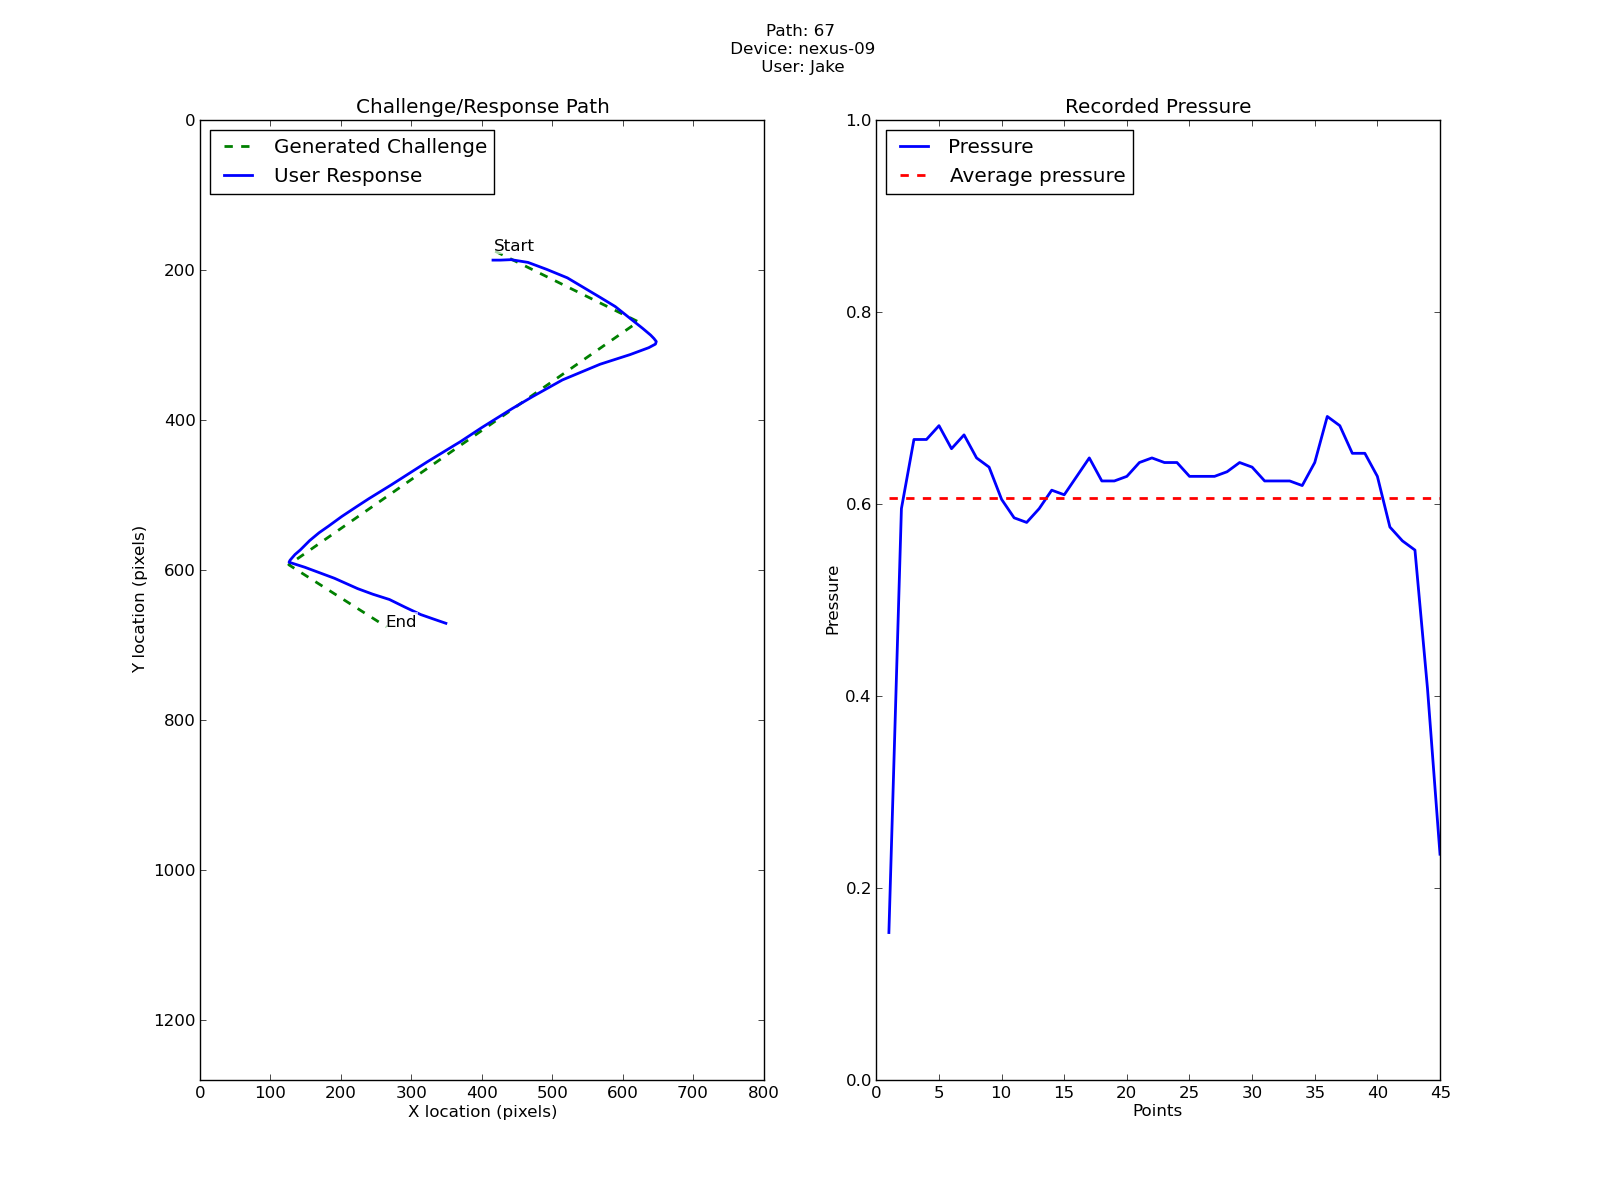 Path: 67
Device: nexus-09
User: Jake
Challenge/Response Path
Generated Challenge
User Response
Start
End
0
200
400
600
800
1000
1200
Y location (pixels)
0 100 200 300 400 500 600 700 800
X location (pixels)
Recorded Pressure
Pressure
Average pressure
1.0
0.8
0.6
0.4
0.2
0.0
Pressure
0 5 10 15 20 25 30 35 40 45
Points